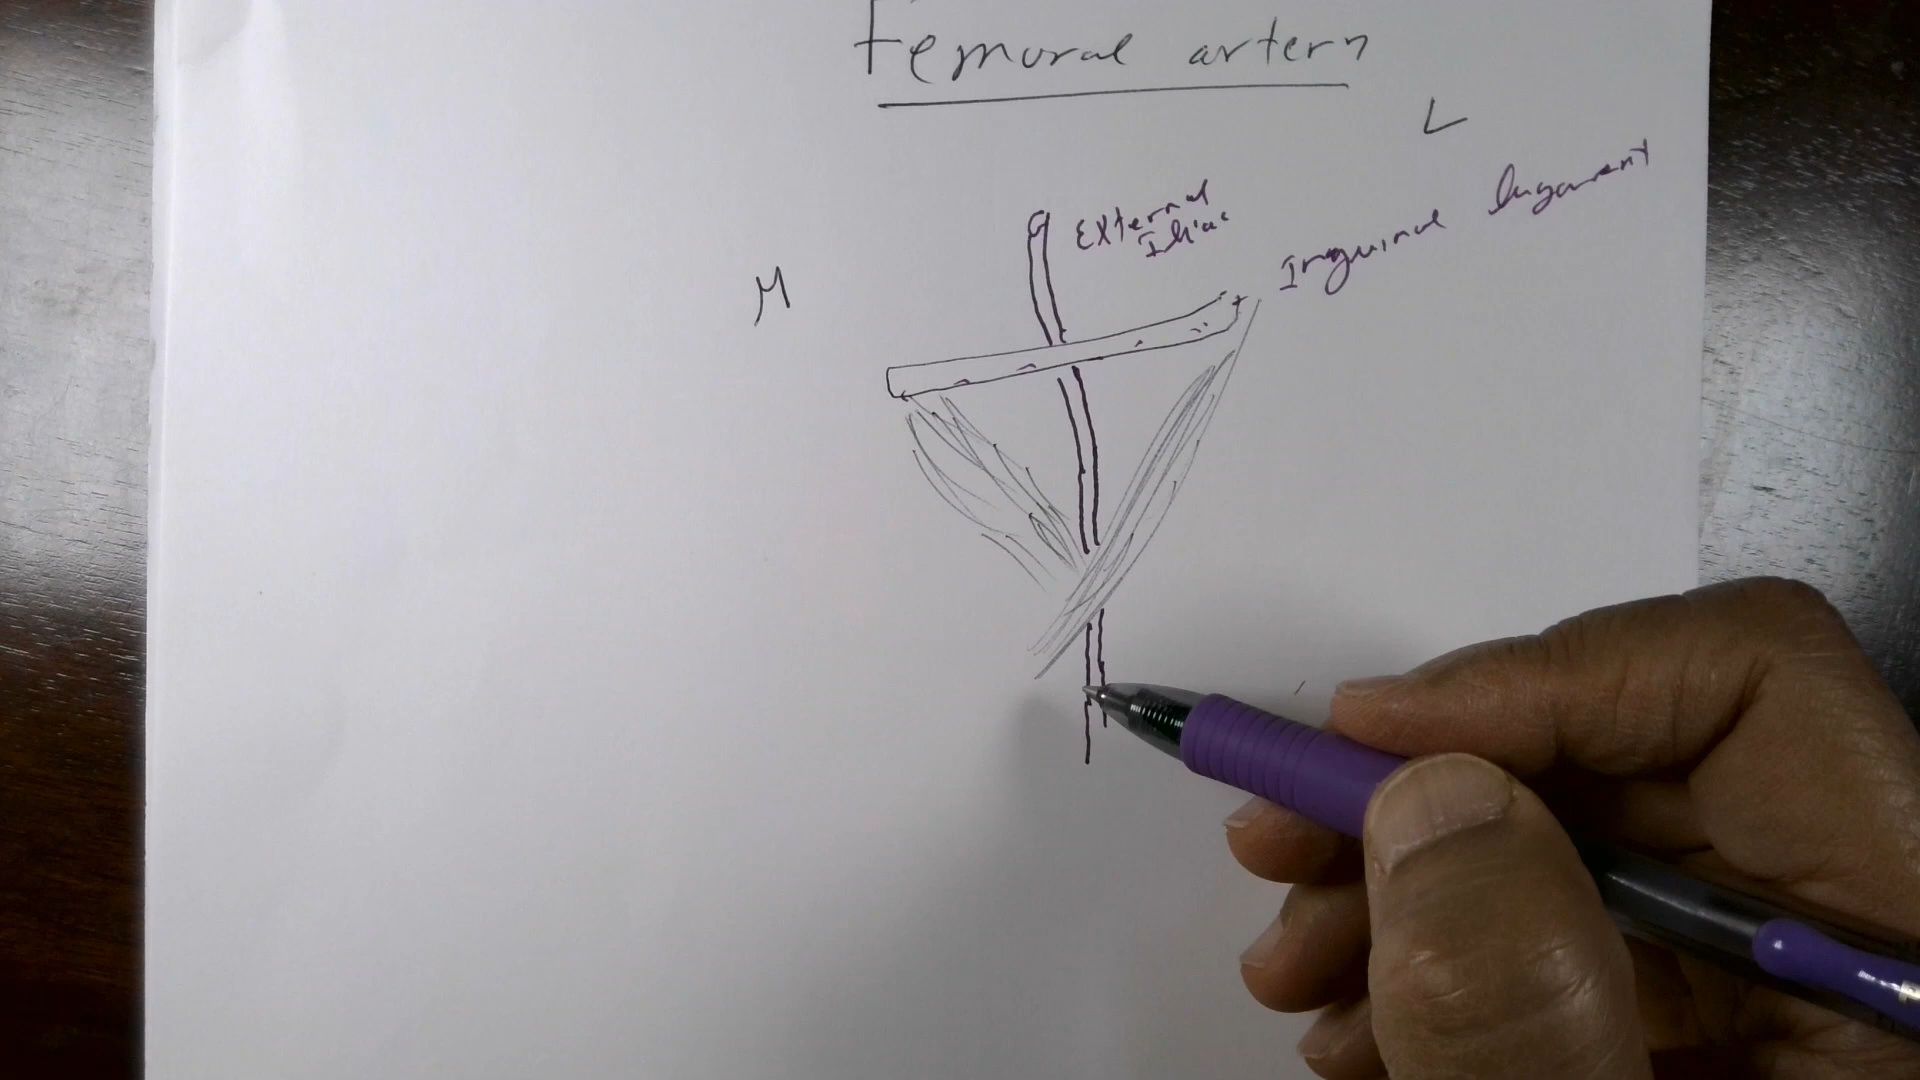 Femoral artery
L
External
Iliac
Inguinal ligament
M